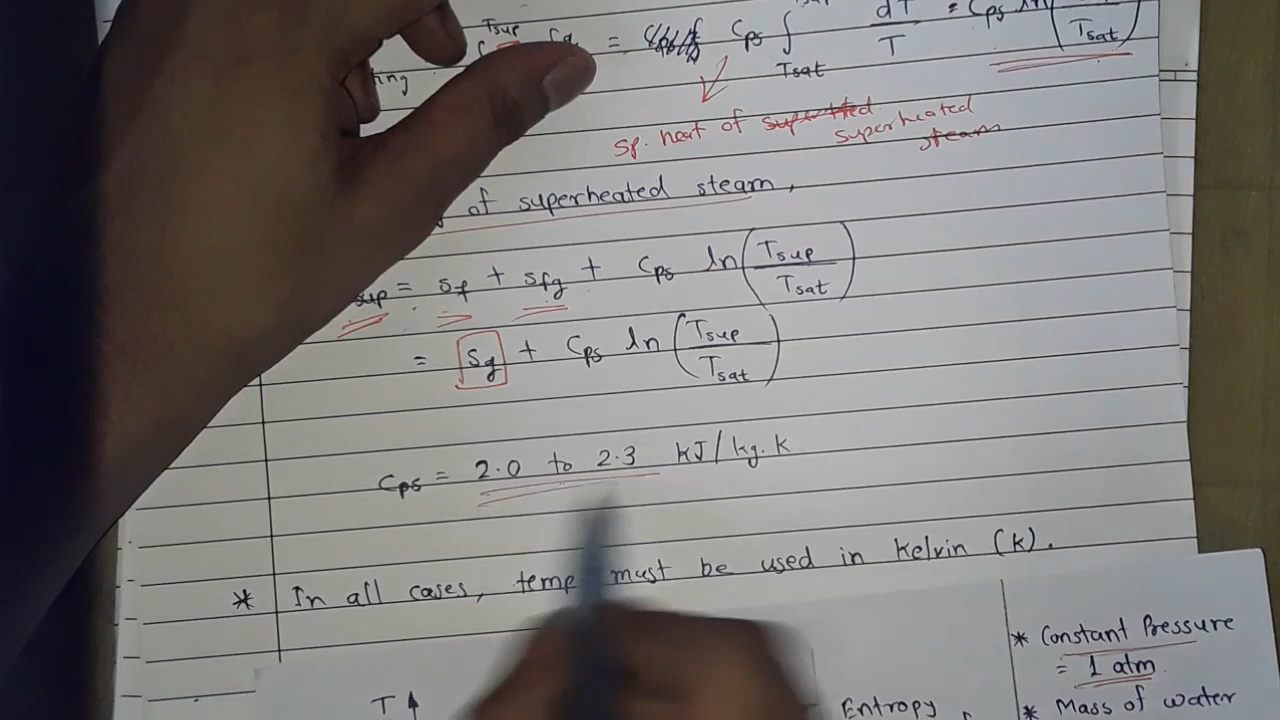 Tsup = Cps ∫ dT / T = Cps ln (Tsat)
Tsat
sp. heat of superheated steam
of superheated steam,
sup = sf + sfg + Cps ln (Tsup / Tsat)
= sg + Cps ln (Tsup / Tsat)
Cps = 2.0 to 2.3 kJ/kg.k
* In all cases, temp must be used in kelvin (k).
* Constant Pressure
= 1 atm.
T Entropy * Mass of water